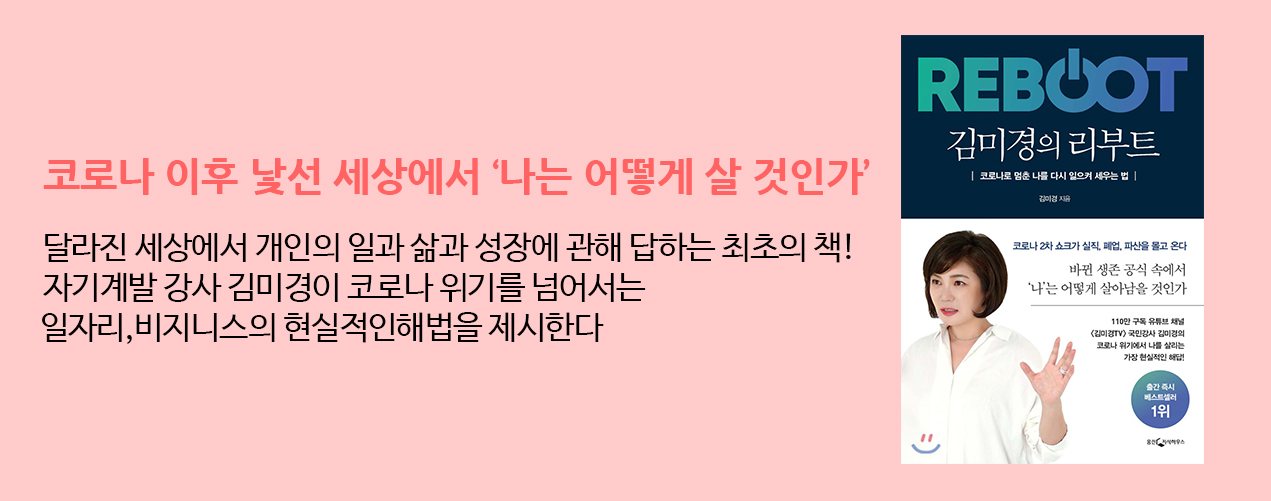 코로나 이후 낯선 세상에서 ‘나는 어떻게 살 것인가’
달라진 세상에서 개인의 일과 삶과 성장에 관해 답하는 최초의 책!
자기계발 강사 김미경이 코로나 위기를 넘어서는
일자리,비지니스의 현실적인해법을 제시한다
REBOOT
김미경의 리부트
| 코로나로 멈춘 나를 다시 일으켜 세우는 법 |
김미경 지음
코로나 2차 쇼크가 실직, 폐업, 파산을 몰고 온다
바뀐 생존 공식 속에서
‘나’는 어떻게 살아남을 것인가
110만 구독 유튜브 채널
〈김미경TV〉 국민강사 김미경의
코로나 위기에서 나를 살리는
가장 현실적인 해답!
출간 즉시
베스트셀러
1위
웅진지식하우스